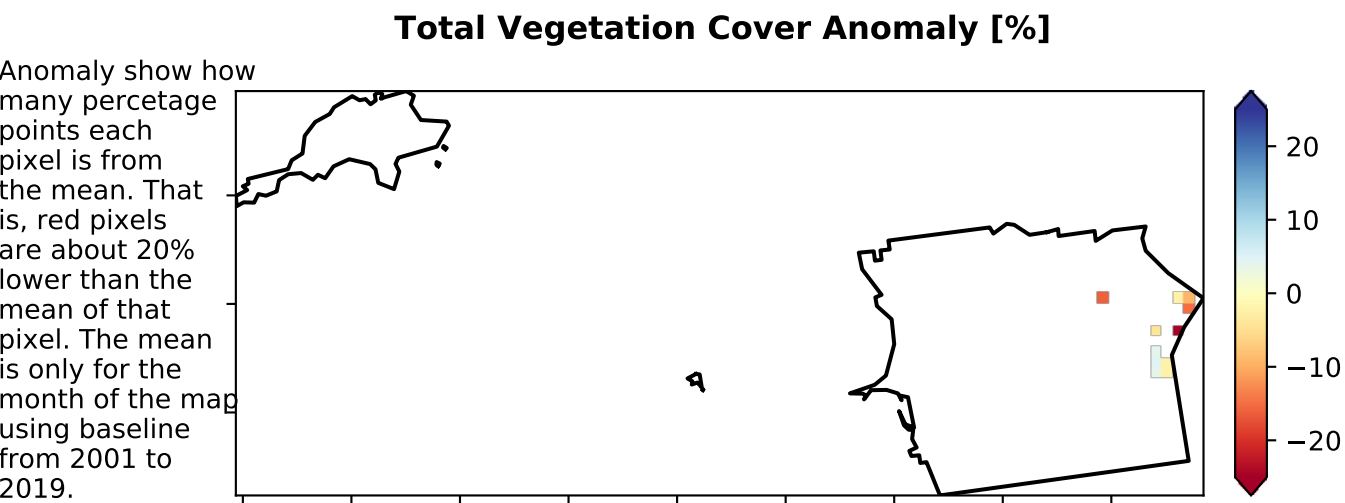 Total Vegetation Cover Anomaly [%]
Anomaly show how
many percetage
points each
pixel is from
the mean. That
is, red pixels
are about 20%
lower than the
mean of that
pixel. The mean
is only for the
month of the map
using baseline
from 2001 to
2019.
20
10
0
−10
−20